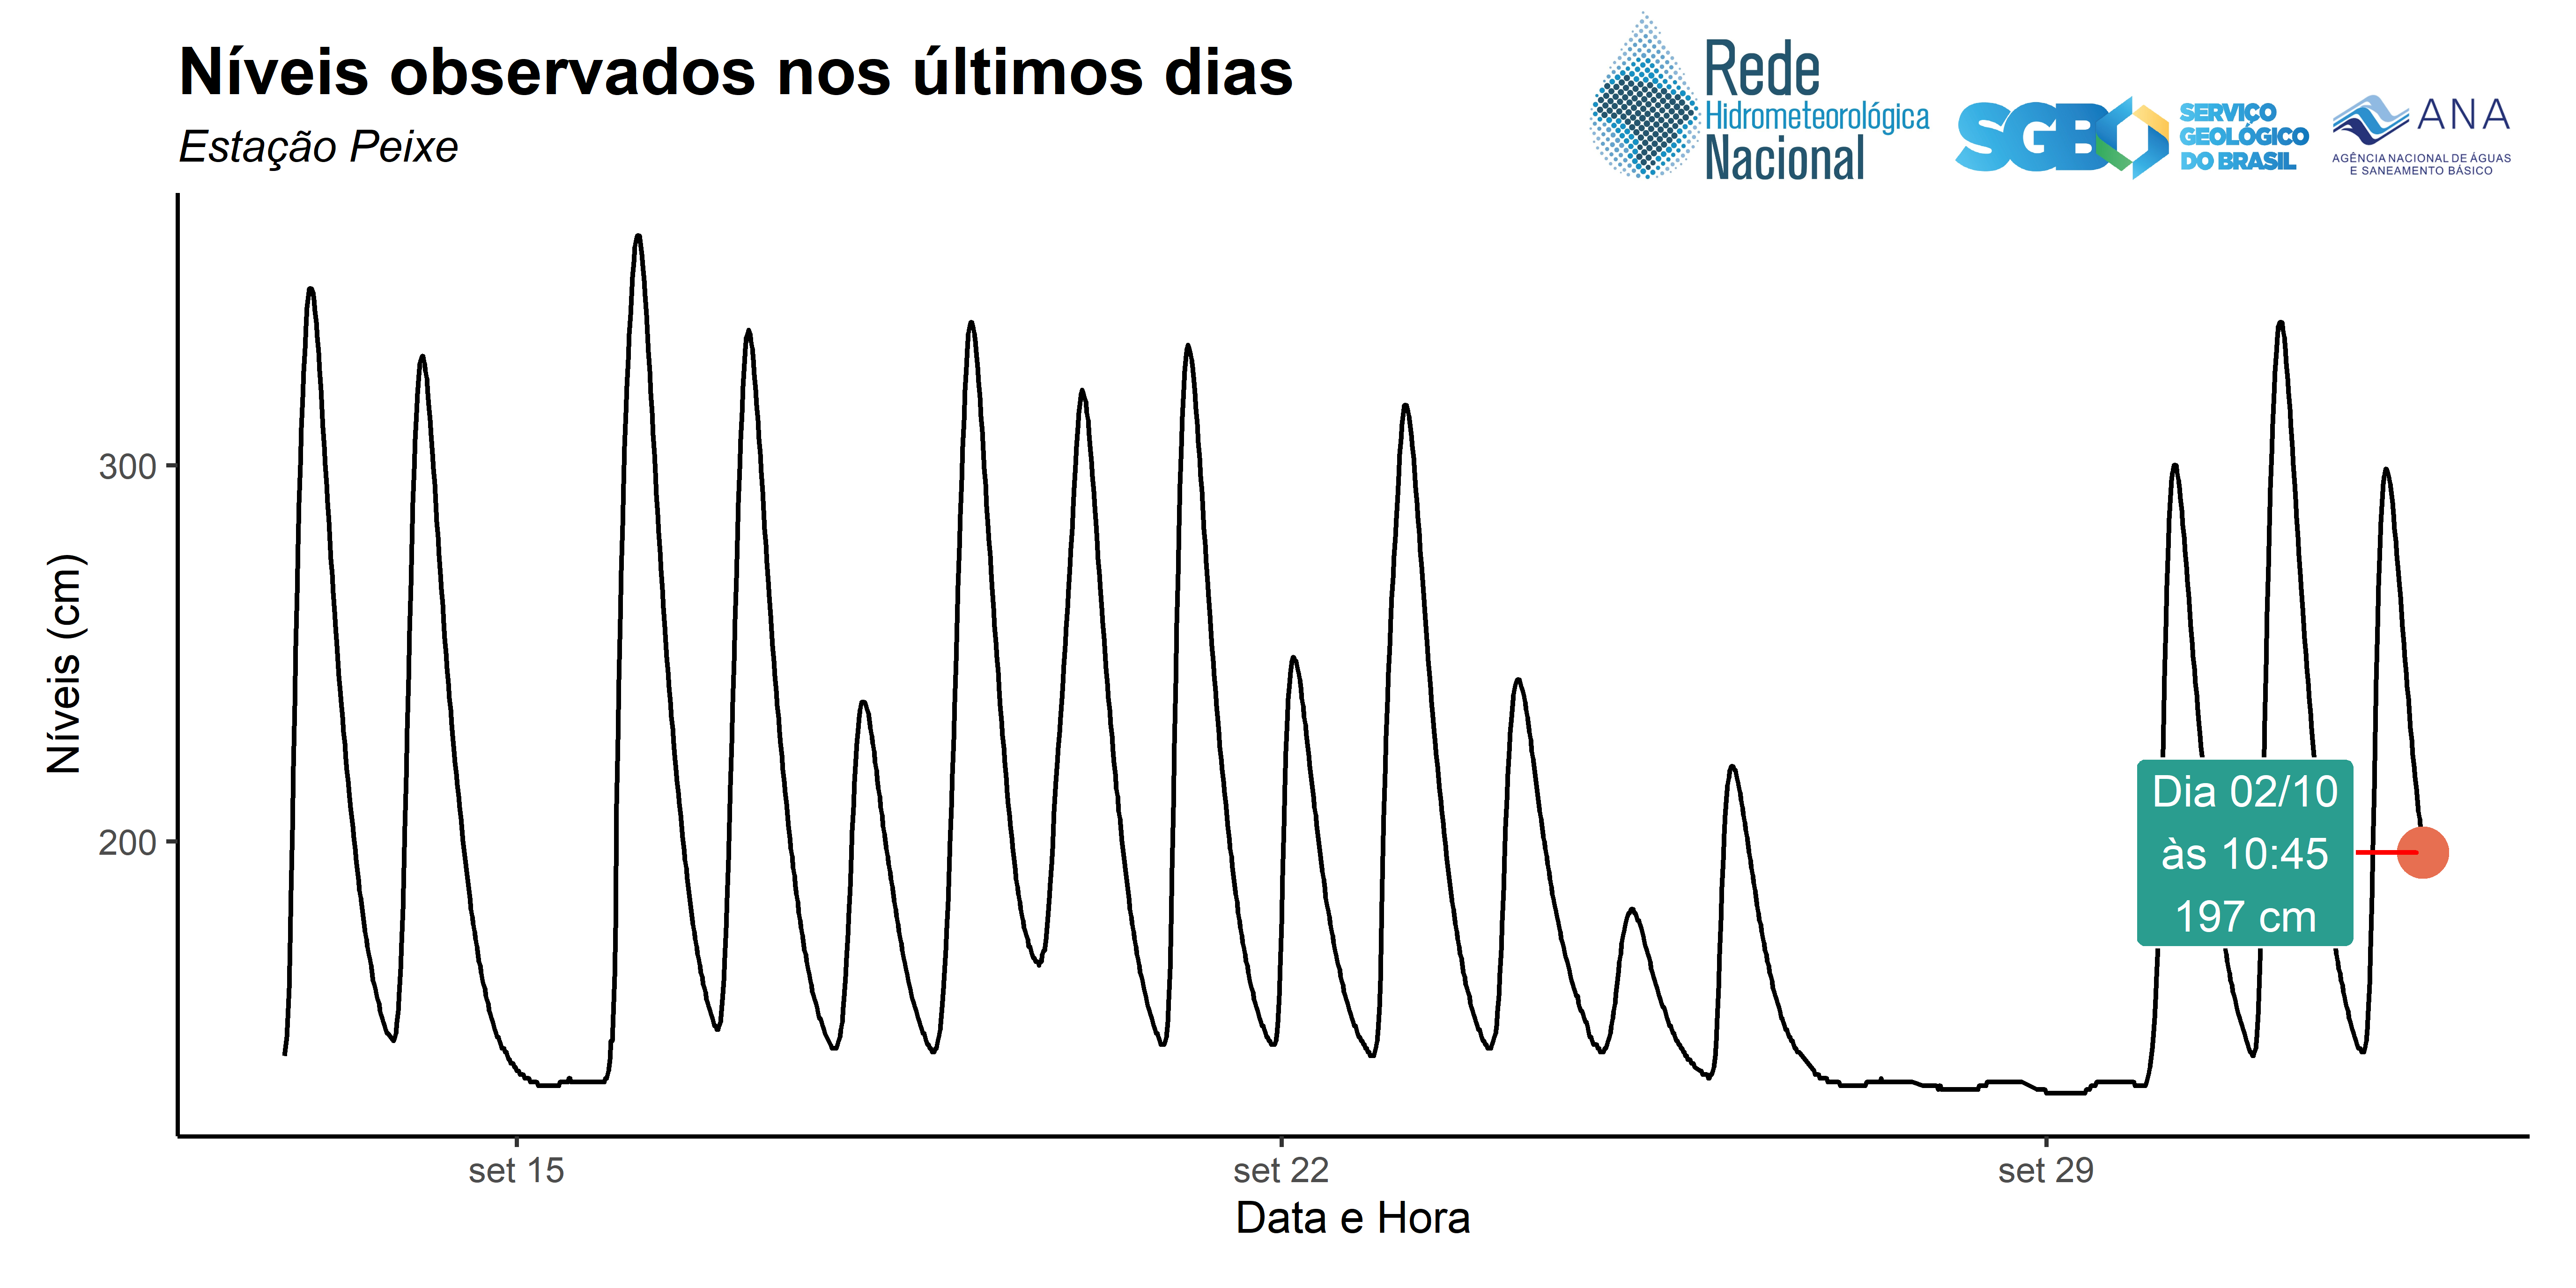 Níveis observados nos últimos dias
Estação Peixe
Rede
Hidrometeorológica
Nacional
SGB
SERVIÇO
GEOLÓGICO
DO BRASIL
ANA
AGÊNCIA NACIONAL DE ÁGUAS
E SANEAMENTO BÁSICO
Níveis (cm)
300
200
Dia 02/10
às 10:45
197 cm
set 15
set 22
set 29
Data e Hora